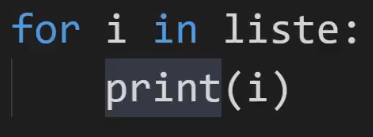 for i in liste:
    print(i)